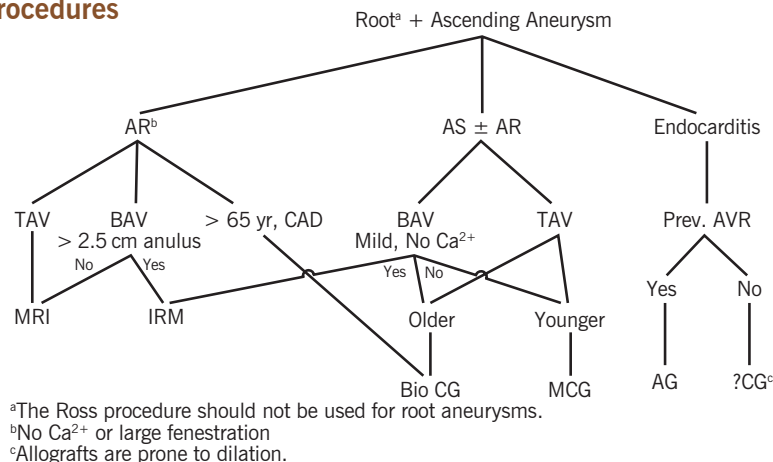 rocedures
Rootᵃ + Ascending Aneurysm
ARᵇ
AS ± AR
Endocarditis
TAV
BAV
> 2.5 cm anulus
> 65 yr, CAD
BAV
Mild, No Ca²⁺
TAV
Prev. AVR
No
Yes
Yes
No
Yes
No
MRI
IRM
Older
Younger
Bio CG
MCG
AG
?CGᶜ
ᵃThe Ross procedure should not be used for root aneurysms.
ᵇNo Ca²⁺ or large fenestration
ᶜAllografts are prone to dilation.